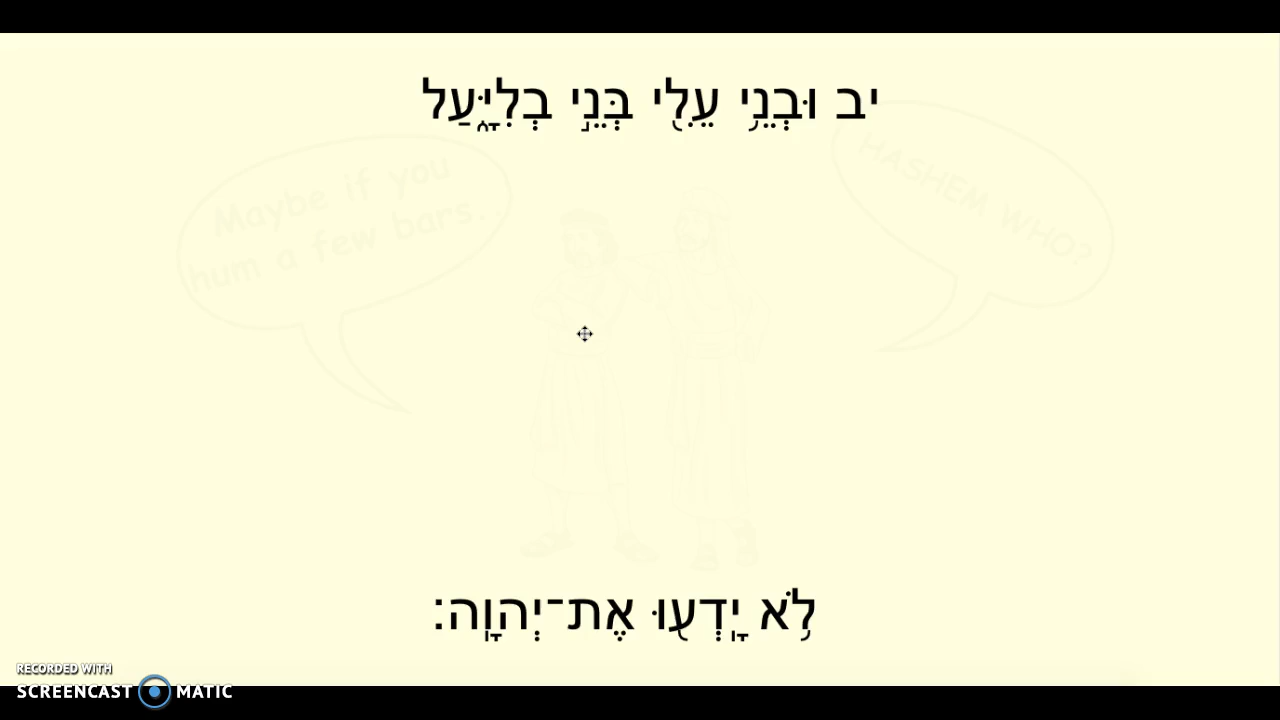 יב וּבְנֵ֥י עֵלִ֖י בְּנֵ֣י בְלִיָּ֑עַל
Maybe if you
hum a few bars
HASHEM WHO?
לֹ֥א יָֽדְע֖וּ אֶת־יְהוָֽה׃
RECORDED WITH
SCREENCAST MATIC